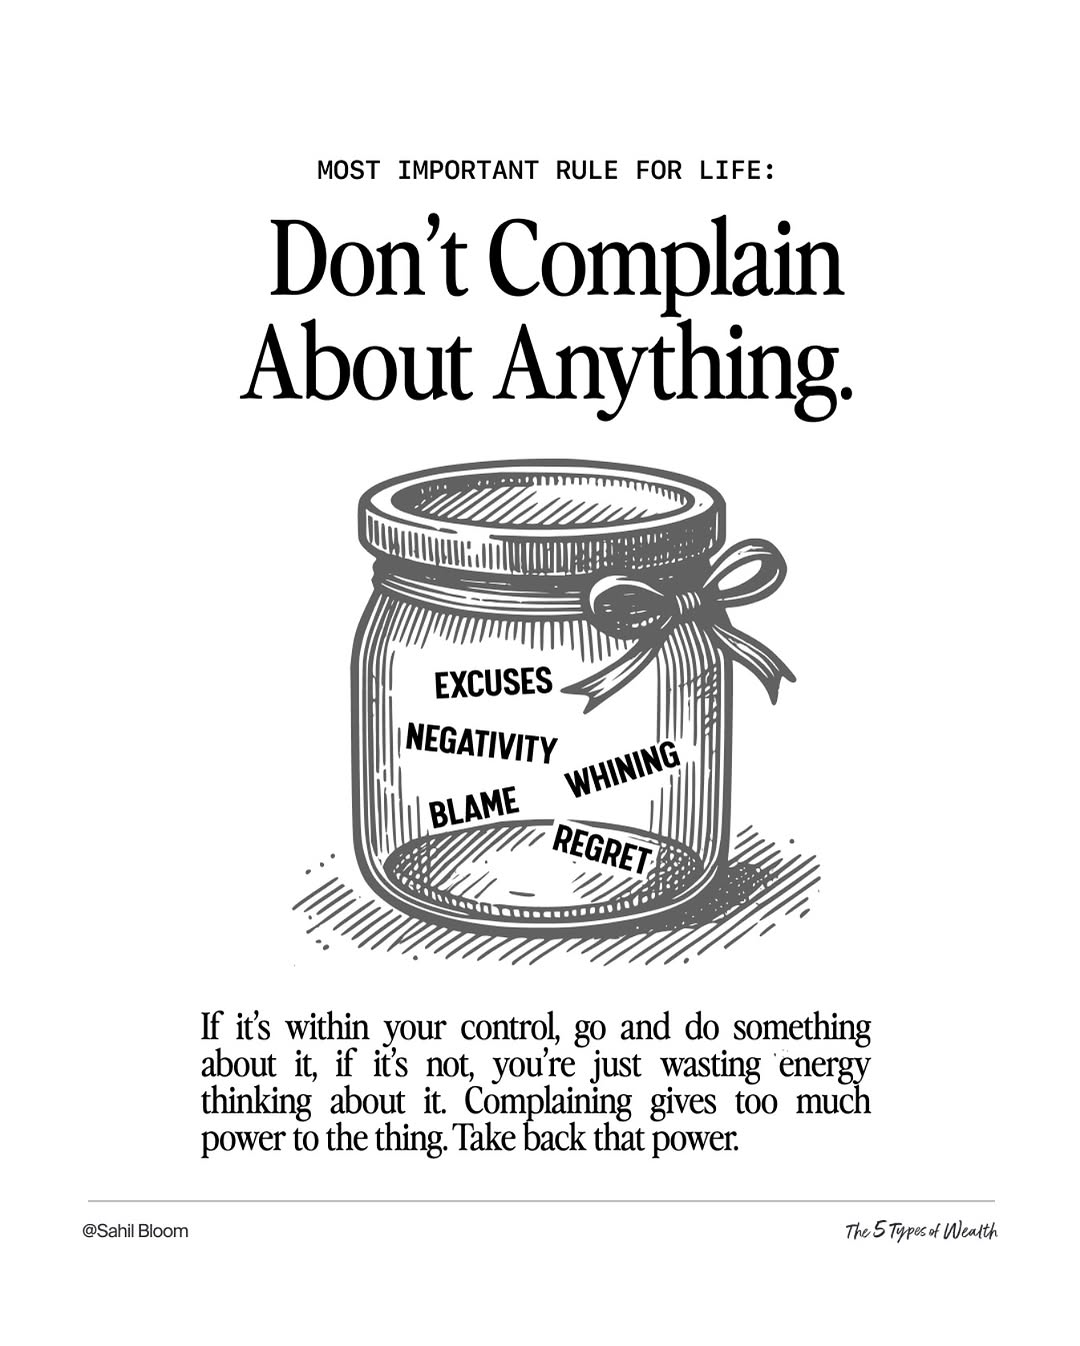 MOST IMPORTANT RULE FOR LIFE:
Don’t Complain
About Anything.
EXCUSES
NEGATIVITY
WHINING
BLAME
REGRET
If it’s within your control, go and do something
about it, if it’s not, you’re just wasting energy
thinking about it. Complaining gives too much
power to the thing. Take back that power.
@Sahil Bloom
The 5 Types of Wealth